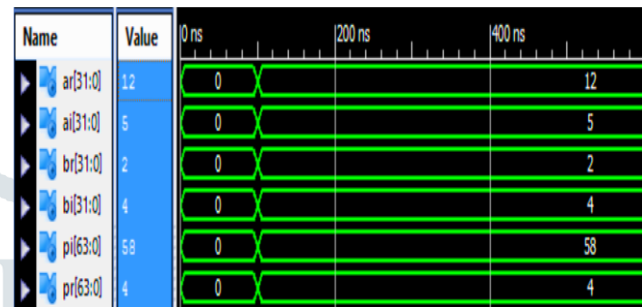 Name Value 0 ns 200 ns 400 ns
ar[31:0] 12 0 12
ai[31:0] 5 0 5
br[31:0] 2 0 2
bi[31:0] 4 0 4
pi[63:0] 58 0 58
pr[63:0] 4 0 4